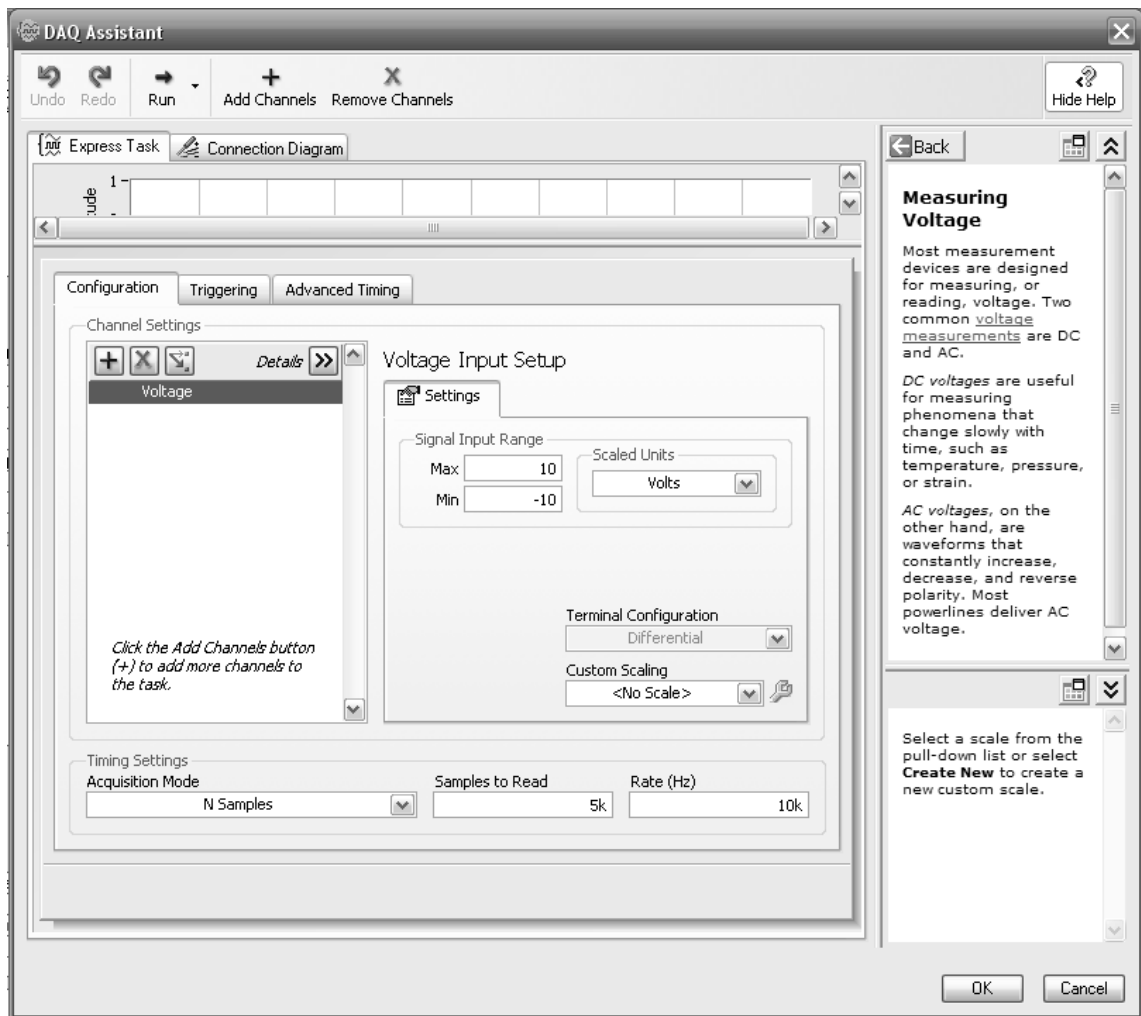 DAQ Assistant
Undo Redo Run Add Channels Remove Channels
Hide Help
Express Task Connection Diagram
1
Configuration Triggering Advanced Timing
Channel Settings
Details
Voltage
Click the Add Channels button
(+) to add more channels to
the task.
Voltage Input Setup
Settings
Signal Input Range
Max 10
Min -10
Scaled Units
Volts
Terminal Configuration
Differential
Custom Scaling
<No Scale>
Timing Settings
Acquisition Mode
N Samples
Samples to Read
5k
Rate (Hz)
10k
Back
Measuring
Voltage
Most measurement
devices are designed
for measuring, or
reading, voltage. Two
common voltage
measurements are DC
and AC.
DC voltages are useful
for measuring
phenomena that
change slowly with
time, such as
temperature, pressure,
or strain.
AC voltages, on the
other hand, are
waveforms that
constantly increase,
decrease, and reverse
polarity. Most
powerlines deliver AC
voltage.
Select a scale from the
pull-down list or select
Create New to create a
new custom scale.
OK Cancel